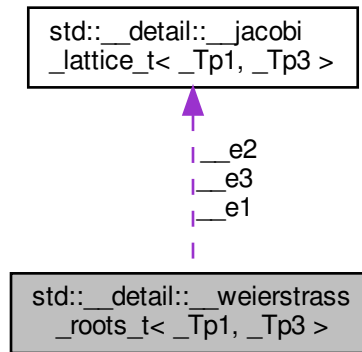 std::__detail::__jacobi
_lattice_t< _Tp1, _Tp3 >
__e2
__e3
__e1
std::__detail::__weierstrass
_roots_t< _Tp1, _Tp3 >